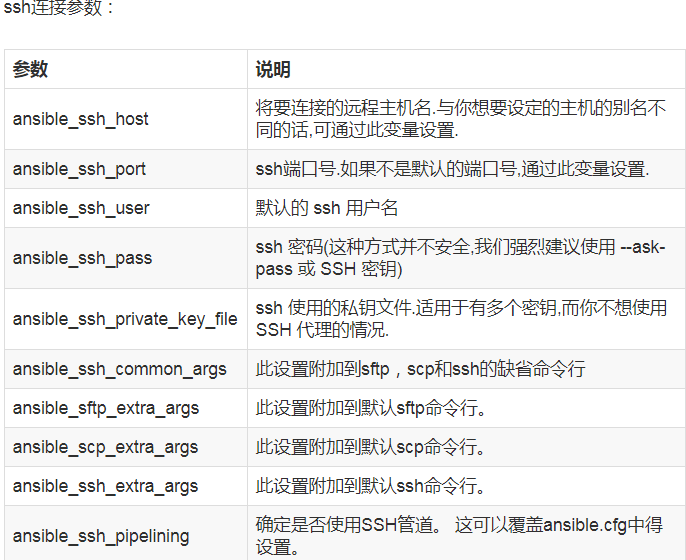 ssh连接参数：
参数 说明
ansible_ssh_host 将要连接的远程主机名.与你想要设定的主机的别名不
同的话,可通过此变量设置.
ansible_ssh_port ssh端口号.如果不是默认的端口号,通过此变量设置.
ansible_ssh_user 默认的 ssh 用户名
ansible_ssh_pass ssh 密码(这种方式并不安全,我们强烈建议使用 --ask-
pass 或 SSH 密钥)
ansible_ssh_private_key_file ssh 使用的私钥文件.适用于有多个密钥,而你不想使用
SSH 代理的情况.
ansible_ssh_common_args 此设置附加到sftp，scp和ssh的缺省命令行
ansible_sftp_extra_args 此设置附加到默认sftp命令行。
ansible_scp_extra_args 此设置附加到默认scp命令行。
ansible_ssh_extra_args 此设置附加到默认ssh命令行。
ansible_ssh_pipelining 确定是否使用SSH管道。 这可以覆盖ansible.cfg中得
设置。